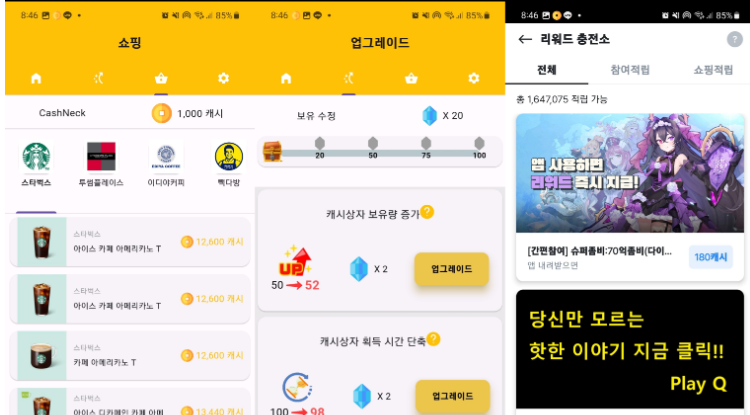 8:46
85%
쇼핑
CashNeck
1,000 캐시
스타벅스
투썸플레이스
이디야커피
빽다방
스타벅스
아이스 카페 아메리카노 T
12,600 캐시
스타벅스
아이스 카페 아메리카노 T
12,600 캐시
스타벅스
카페 아메리카노 T
12,600 캐시
스타벅스
아이스 디카페인 카페 아메
13,440 캐시
8:46
85%
업그레이드
보유 수정
X 20
20
50
75
100
캐시상자 보유량 증가?
UP
50 → 52
X 2
업그레이드
캐시상자 획득 시간 단축?
100 → 98
X 2
업그레이드
8:46
85%
← 리워드 충전소
?
전체
참여적립
쇼핑적립
총 1,647,075 적립 가능
앱 사용하면
리워드 즉시 지급!
[간편참여] 슈퍼좀비:70억좀비(다이...
앱 내려받으면
180캐시
당신만 모르는
핫한 이야기 지금 클릭!!
Play Q